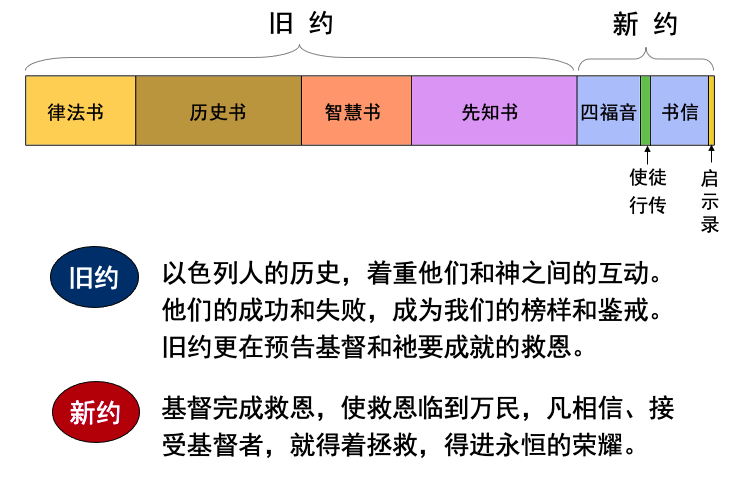 旧 约
新 约
律法书
历史书
智慧书
先知书
四福音
书信
使徒
行传
启
示
录
旧约
以色列人的历史，着重他们和神之间的互动。
他们的成功和失败，成为我们的榜样和鉴戒。
旧约更在预告基督和祂要成就的救恩。
新约
基督完成救恩，使救恩临到万民，凡相信、接
受基督者，就得着拯救，得进永恒的荣耀。